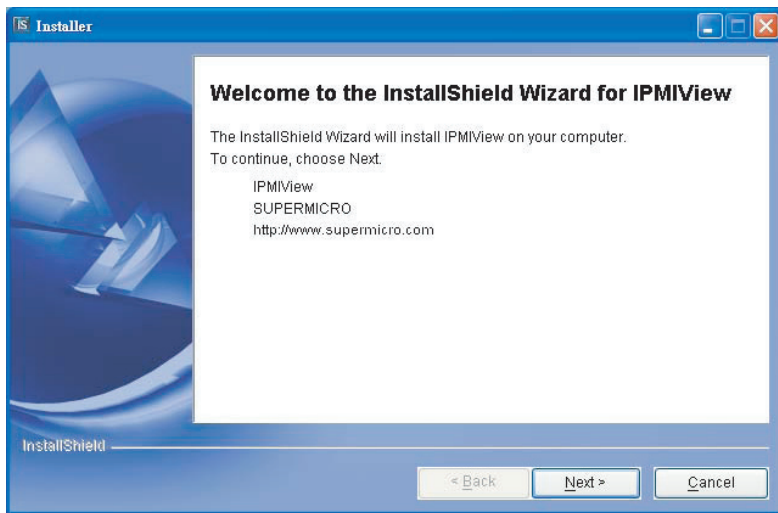 Installer
Welcome to the InstallShield Wizard for IPMIView
The InstallShield Wizard will install IPMIView on your computer.
To continue, choose Next.
IPMIView
SUPERMICRO
http://www.supermicro.com
InstallShield
< Back
Next >
Cancel